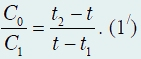 C₀/C₁ = (t₂ − t)/(t − t₁) . (1′)